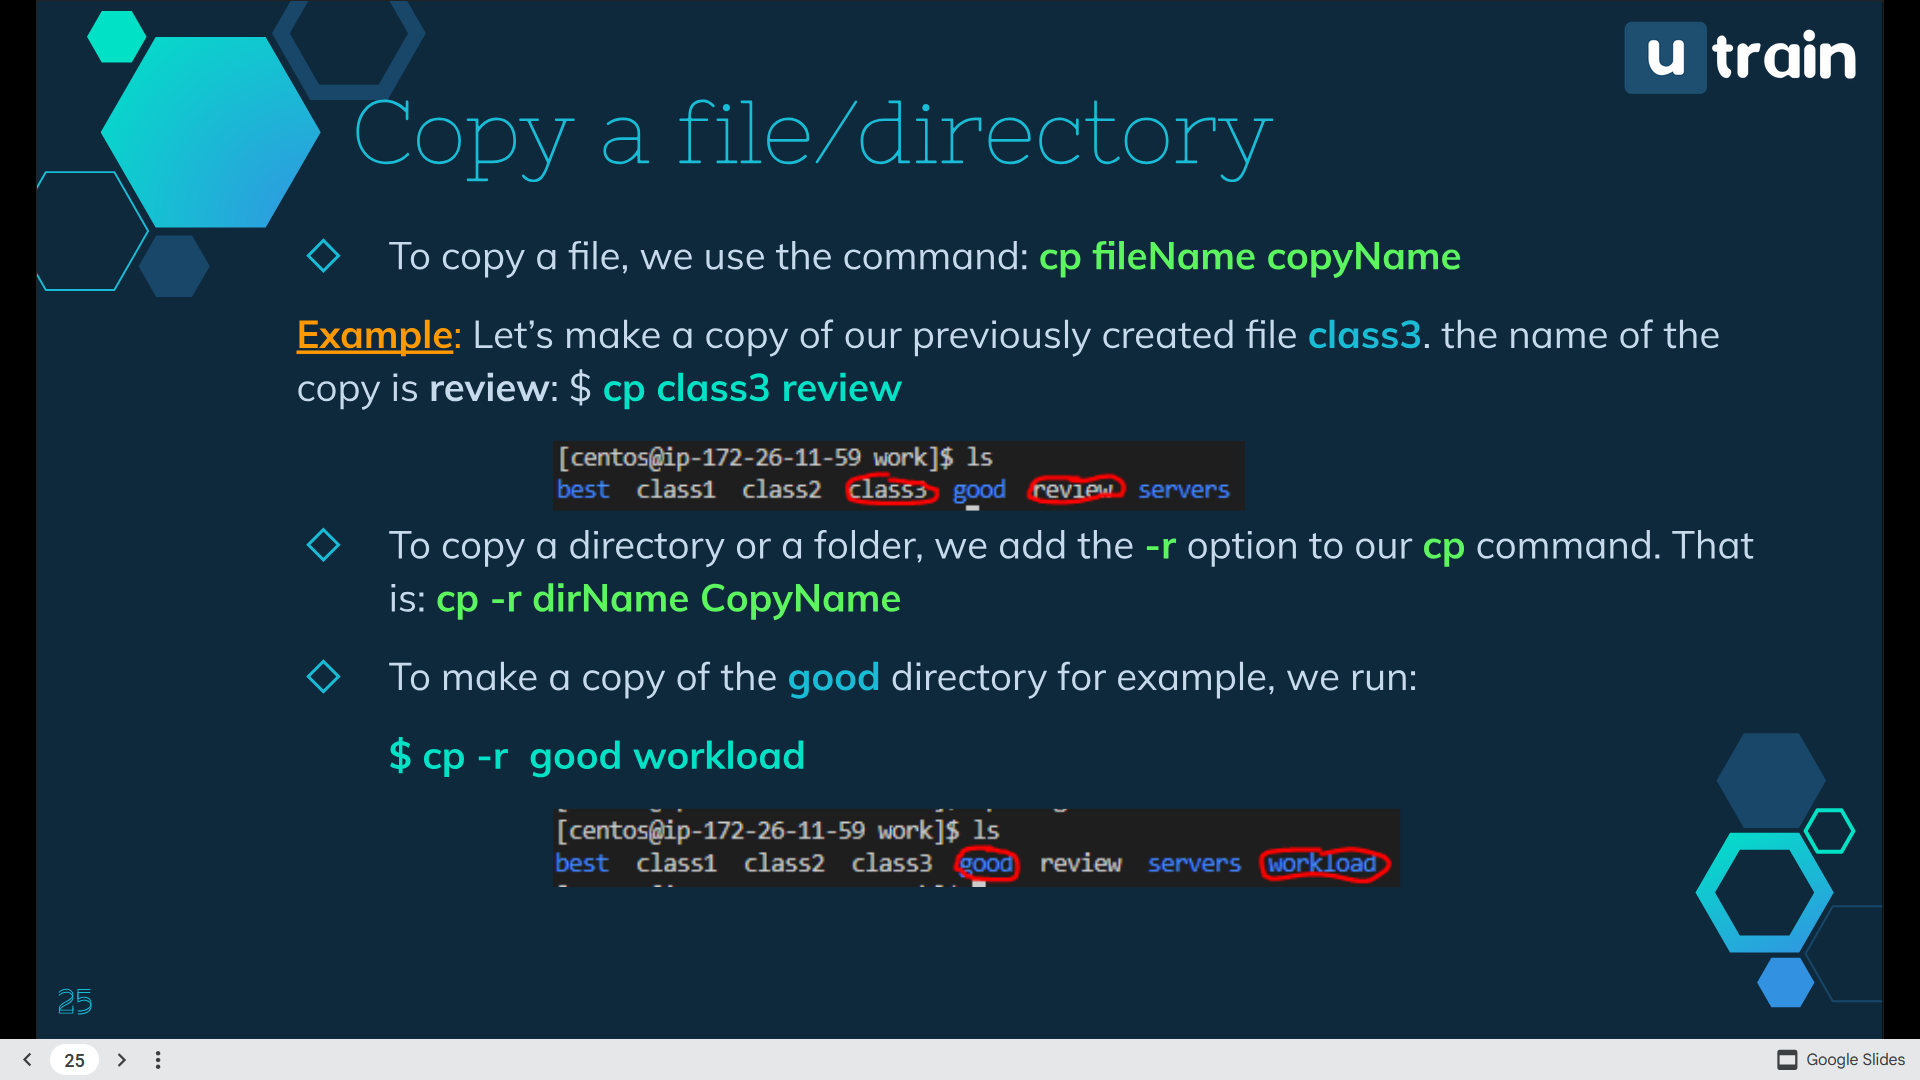 u train
Copy a file/directory
To copy a file, we use the command: cp fileName copyName
Example: Let’s make a copy of our previously created file class3. the name of the
copy is review: $ cp class3 review
[centos@ip-172-26-11-59 work]$ ls
best class1 class2 class3 good review servers
To copy a directory or a folder, we add the -r option to our cp command. That
is: cp -r dirName CopyName
To make a copy of the good directory for example, we run:
$ cp -r good workload
[centos@ip-172-26-11-59 work]$ ls
best class1 class2 class3 good review servers workload
25
25
Google Slides